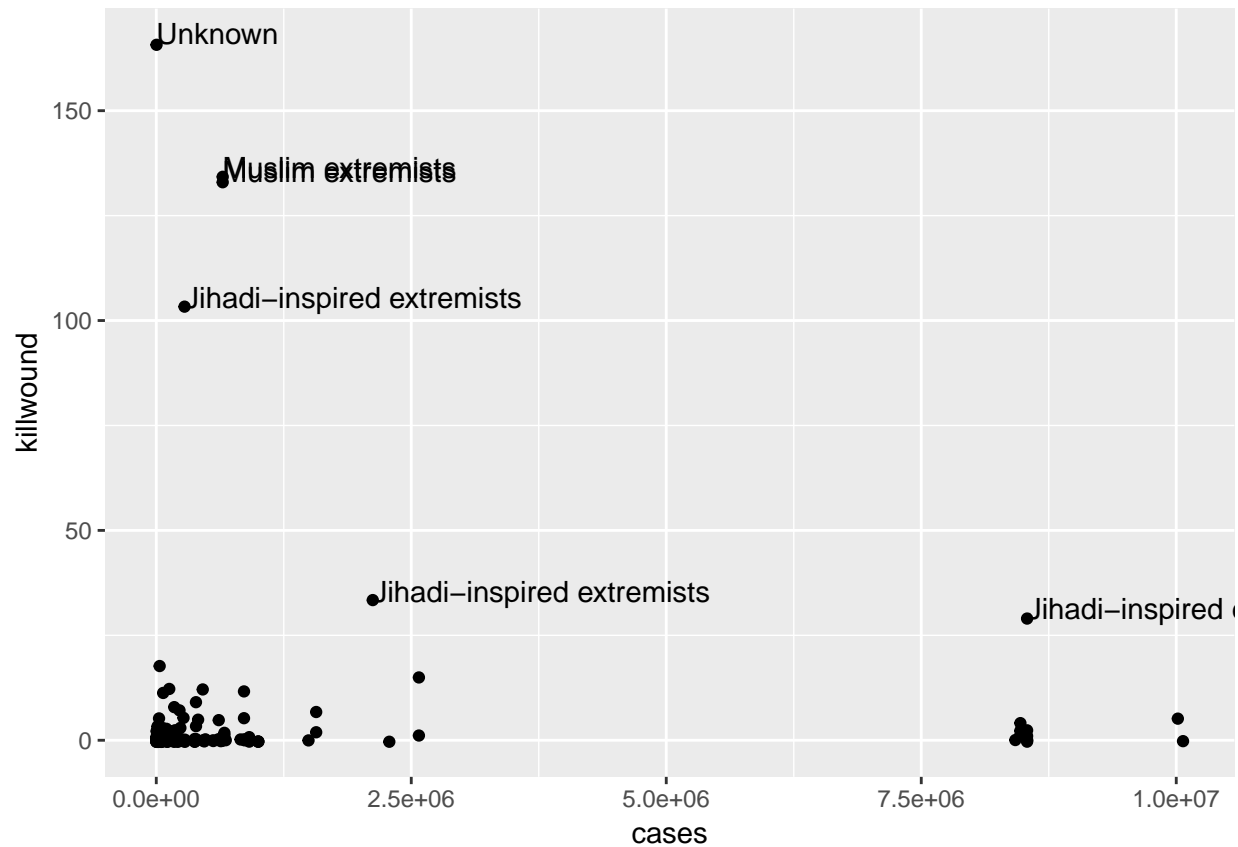 Unknown
150
Muslim extremists
Muslim extremists
Jihadi−inspired extremists
100
killwound
50
Jihadi−inspired extremists
Jihadi−inspired
0
0.0e+00 2.5e+06 5.0e+06 7.5e+06 1.0e+07
cases